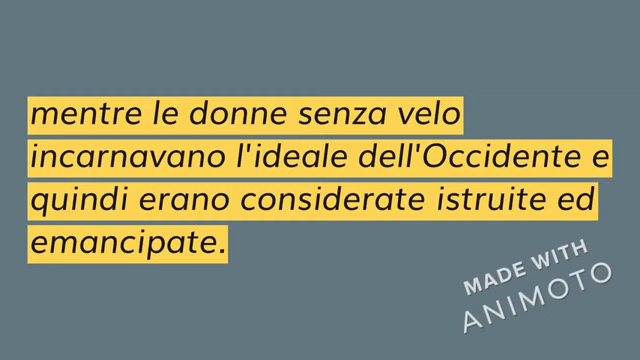 mentre le donne senza velo
incarnavano l'ideale dell'Occidente e
quindi erano considerate istruite ed
emancipate.
MADE WITH
ANIMOTO